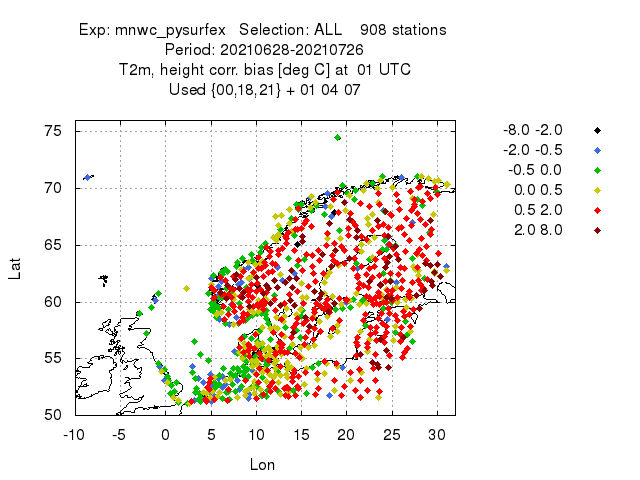 Exp: mnwc_pysurfex Selection: ALL 908 stations
Period: 20210628-20210726
T2m, height corr. bias [deg C] at 01 UTC
Used {00,18,21} + 01 04 07
-8.0 -2.0
-2.0 -0.5
-0.5 0.0
0.0 0.5
0.5 2.0
2.0 8.0
Lat
75
70
65
60
55
50
-10 -5 0 5 10 15 20 25 30
Lon